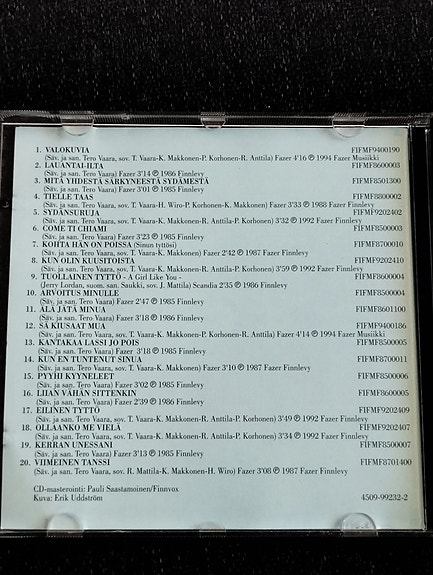 1. VALOKUVIA FIFMF9400190
(Säv. ja san. Tero Vaara, sov. T. Vaara-K. Makkonen-P. Korhonen-R. Anttila) Fazer 4'16 ℗ 1994 Fazer Musiikki
2. LAUANTAI-ILTA FIFMF8600003
(Säv. ja san. Tero Vaara) Fazer 3'14 ℗ 1986 Finnlevy
3. MITÄ YHDESTÄ SÄRKYNEESTÄ SYDÄMESTÄ FIFMF8501300
(Säv. ja san. Tero Vaara) Fazer 3'01 ℗ 1985 Finnlevy
4. TIELLE TAAS FIFMF8800002
(Säv. ja san. Tero Vaara, sov. T. Vaara-H. Wiro-P. Korhonen-K. Makkonen) Fazer 3'33 ℗ 1988 Finnlevy
5. SYDÄNSURUJA FIFMF9202402
(Säv. ja san. Tero Vaara, sov. T. Vaara-K. Makkonen-R. Anttila-P. Korhonen) 3'32 ℗ 1992 Finnlevy
6. COME TI CHIAMI FIFMF8500003
(Säv. ja san. Tero Vaara) Fazer 3'23 ℗ 1985 Finnlevy
7. KOHTA HÄN ON POISSA (Sinun tyttösi) FIFMF8700010
(Säv. ja san. Tero Vaara, sov. T. Vaara-K. Makkonen) Fazer 2'42 ℗ 1987 Finnlevy
8. KUN OLIN KUUSITOISTA FIFMF9202410
(Säv. ja san. Tero Vaara, sov. T. Vaara-K. Makkonen-R. Anttila-P. Korhonen) 3'59 ℗ 1992 Finnlevy
9. TUOLLAINEN TYTTÖ - A Girl Like You - FIFMF8600004
(Jerry Lordan, suom. san. Saukki, sov. J. Mattila) Scandia 2'35 ℗ 1986 Finnlevy
10. ARVOITUS MINULLE FIFMF8500004
(Säv. ja san. Tero Vaara) Fazer 2'47 ℗ 1985 Finnlevy
11. ÄLÄ JÄTÄ MINUA FIFMF8601100
(Säv. ja san. Tero Vaara) Fazer 3'18 ℗ 1986 Finnlevy
12. SÄ KIUSAAT MUA FIFMF9400186
(Säv. ja san. Tero Vaara, sov. T. Vaara-K. Makkonen-P. Korhonen-R. Anttila) Fazer 4'14 ℗ 1994 Fazer Musiikki
13. KANTAKAA LASSI JO POIS FIFMF8500005
(Säv. ja san. Tero Vaara) Fazer 3'18 ℗ 1985 Finnlevy
14. KUN EN TUNTENUT SINUA FIFMF8700011
(Säv. ja san. Tero Vaara, sov. T. Vaara-K. Makkonen) Fazer 3'10 ℗ 1987 Finnlevy
15. PYYHI KYYNELEET FIFMF8500006
(Säv. ja san. Tero Vaara) Fazer 3'02 ℗ 1985 Finnlevy
16. LIIAN VÄHÄN SITTENKIN FIFMF8600005
(Säv. ja san. Tero Vaara) Fazer 2'39 ℗ 1986 Finnlevy
17. EILINEN TYTTÖ FIFMF9202409
(Säv. ja san. Tero Vaara, sov. T. Vaara-K. Makkonen-R. Anttila-P. Korhonen) 3'49 ℗ 1992 Finnlevy
18. OLLAANKO ME VIELÄ FIFMF9202407
(Säv. ja san. Tero Vaara, sov. T. Vaara-K. Makkonen-R. Anttila-P. Korhonen) 3'34 ℗ 1992 Finnlevy
19. KERRAN UNESSANI FIFMF8500007
(Säv. ja san. Tero Vaara) Fazer 3'13 ℗ 1985 Finnlevy
20. VIIMEINEN TANSSI FIFMF8701400
(Säv. ja san. Tero Vaara, sov. R. Mattila-K. Makkonen-H. Wiro) Fazer 3'08 ℗ 1987 Fazer Finnlevy
CD-masterointi: Pauli Saastamoinen/Finnvox
Kuva: Erik Uddström 4509-99232-2